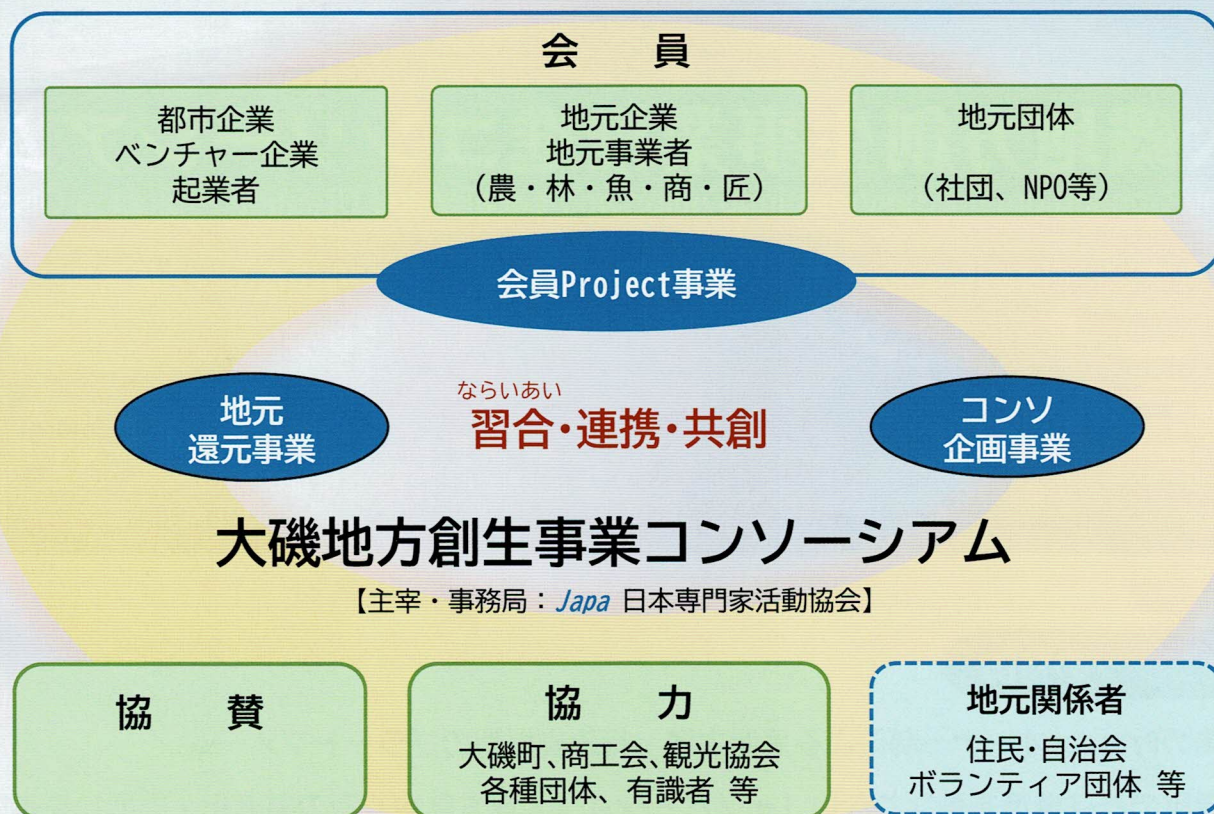 会 員
都市企業
ベンチャー企業
起業者
地元企業
地元事業者
(農・林・魚・商・匠)
地元団体
(社団、NPO等)
会員Project事業
地元
還元事業
ならいあい
習合・連携・共創
コンソ
企画事業
大磯地方創生事業コンソーシアム
【主宰・事務局:Japa 日本専門家活動協会】
協 賛
協 力
大磯町、商工会、観光協会
各種団体、有識者 等
地元関係者
住民・自治会
ボランティア団体 等